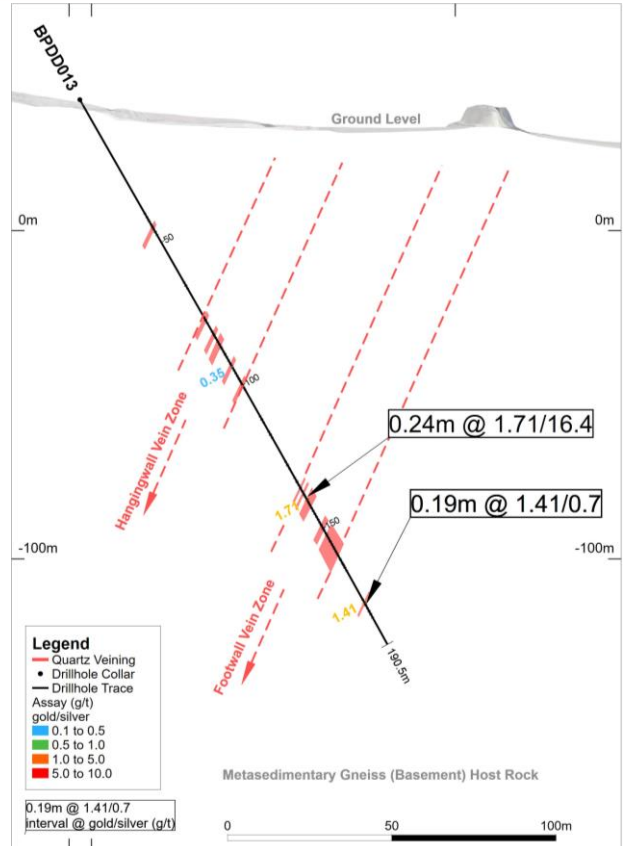 BPDD013
Ground Level
0m
0m
50
0.35
100
Hangingwall Vein Zone
0.24m @ 1.71/16.4
0.19m @ 1.41/0.7
1.71
150
-100m
-100m
1.41
Footwall Vein Zone
190.5m
Legend
Quartz Veining
Drillhole Collar
Drillhole Trace
Assay (g/t)
gold/silver
0.1 to 0.5
0.5 to 1.0
1.0 to 5.0
5.0 to 10.0
Metasedimentary Gneiss (Basement) Host Rock
0.19m @ 1.41/0.7
interval @ gold/silver (g/t)
0
50
100m